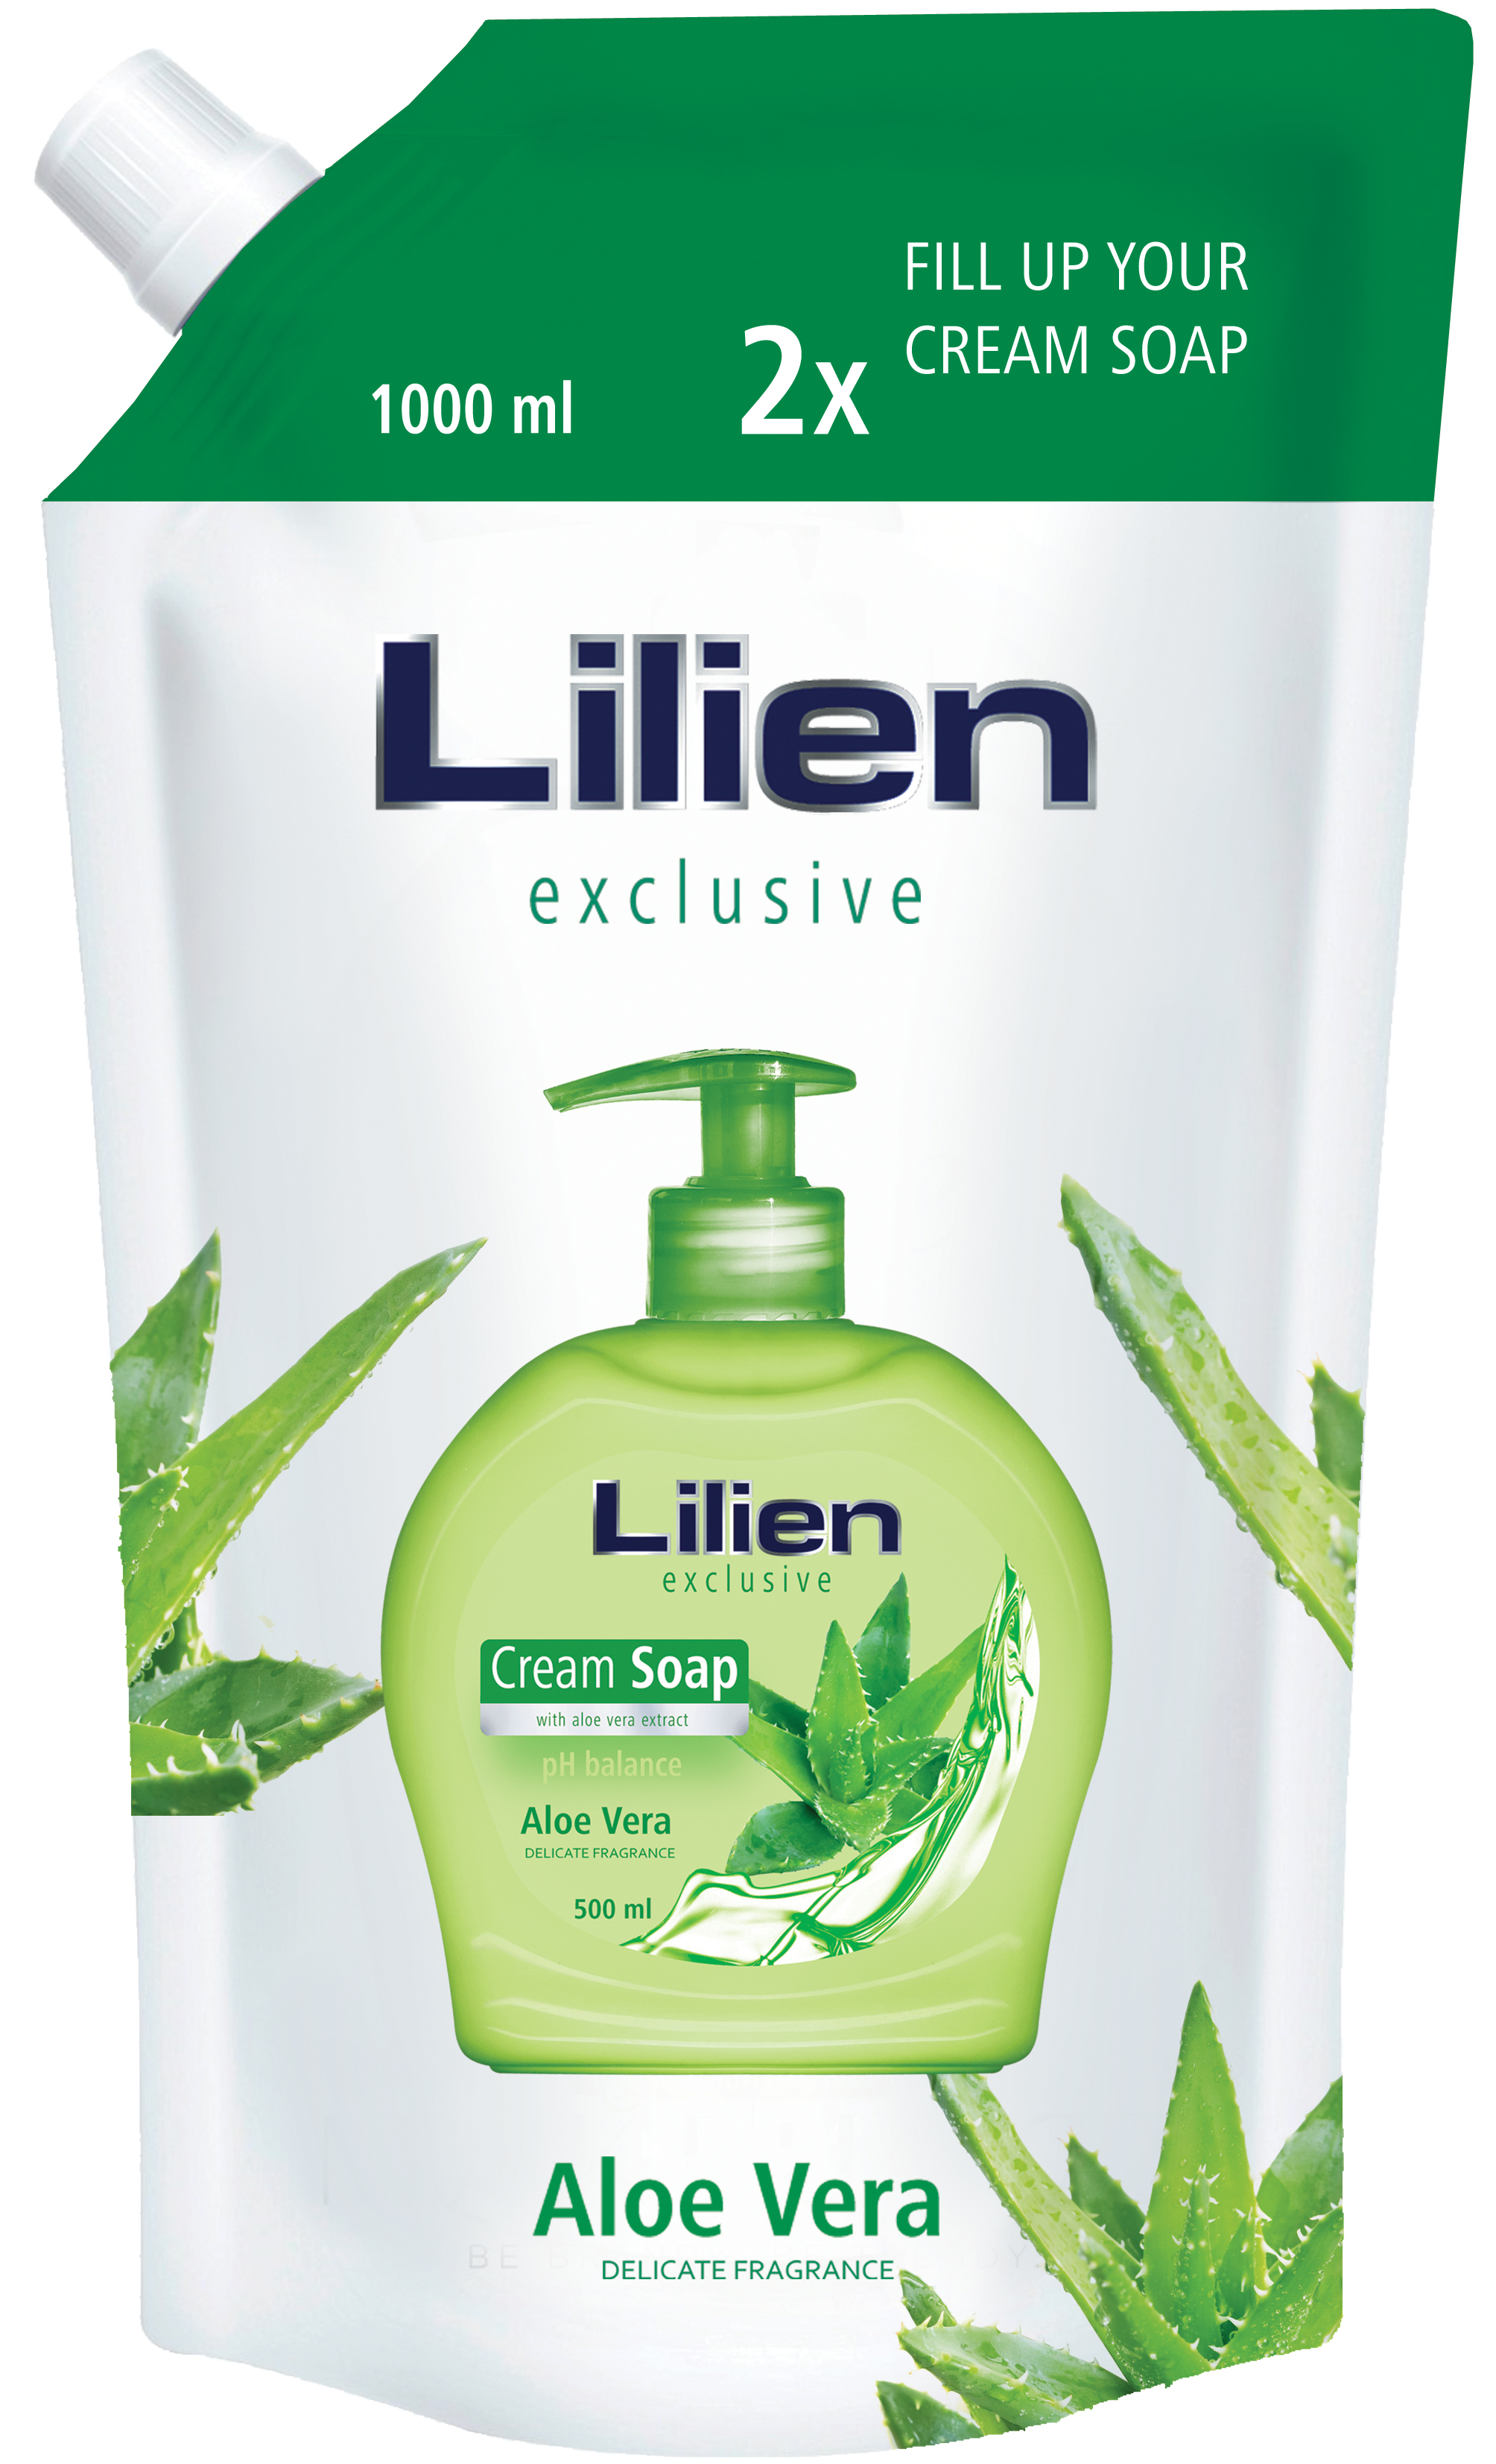 FILL UP YOUR
CREAM SOAP
1000 ml
2x
Lilien
exclusive
Lilien
exclusive
Cream Soap
with aloe vera extract
pH balance
Aloe Vera
DELICATE FRAGRANCE
500 ml
Aloe Vera
DELICATE FRAGRANCE